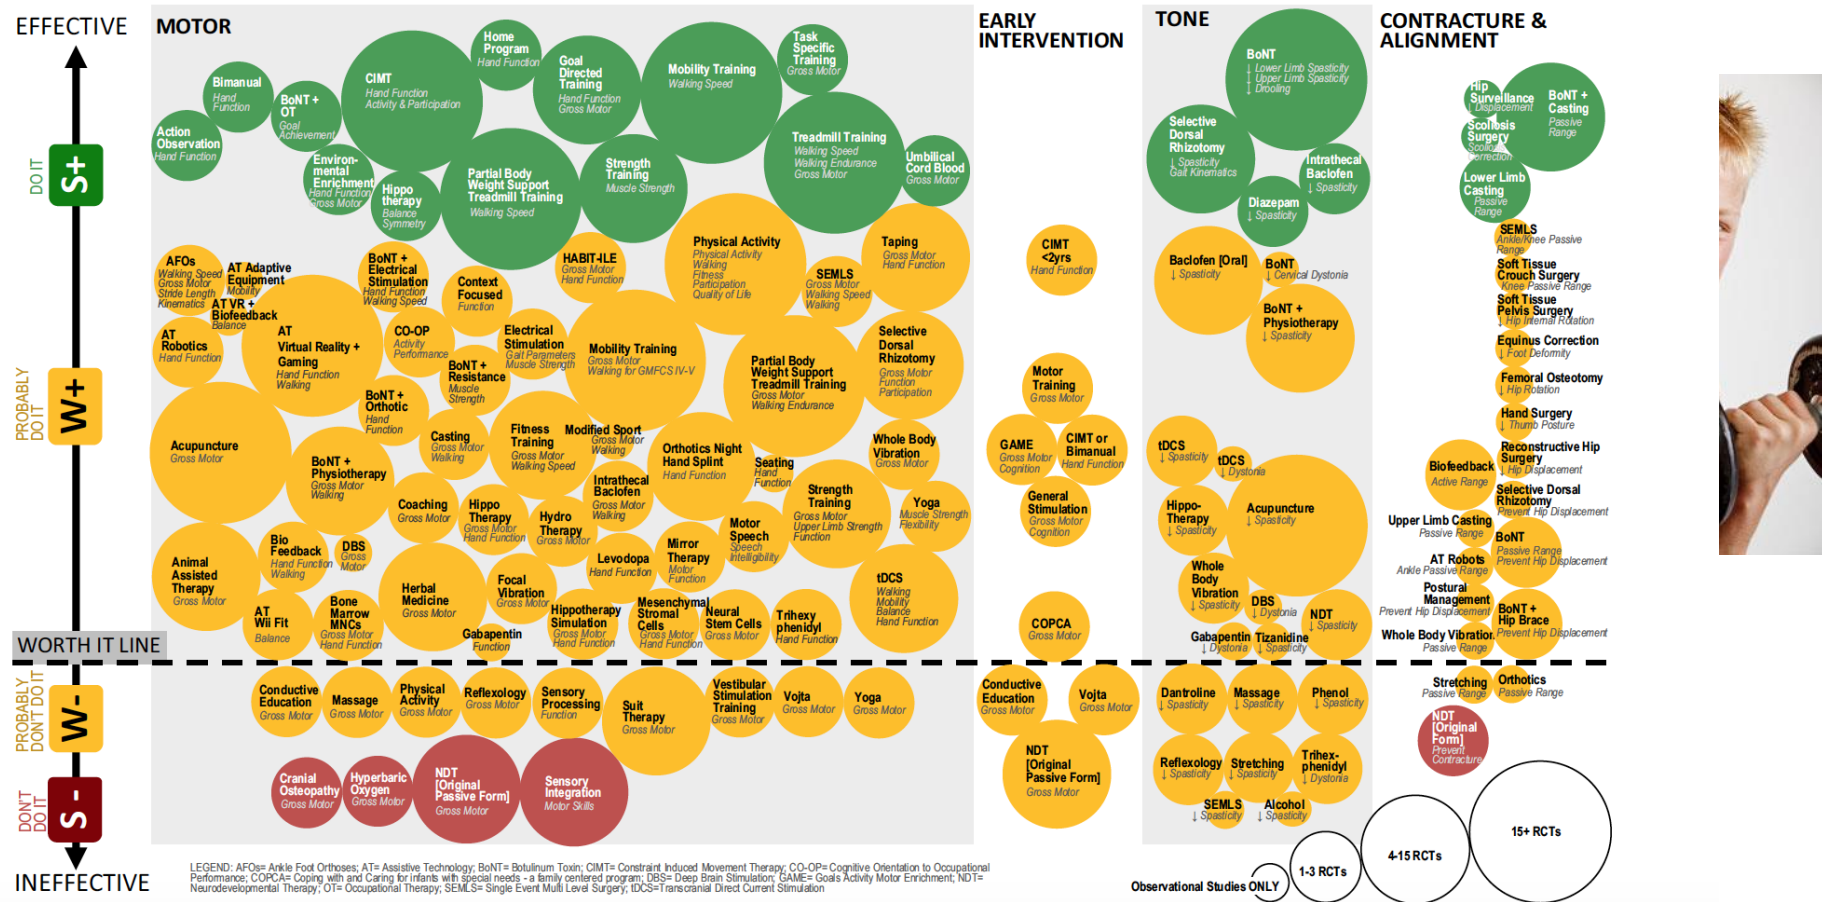 EFFECTIVE
DO IT
S+
PROBABLY
DO IT
W+
WORTH IT LINE
PROBABLY
DON'T DO IT
W-
DON'T
DO IT
S -
INEFFECTIVE
MOTOR
Bimanual
Hand
Function
Action
Observation
Hand Function
BoNT +
OT
Goal
Achievement
CIMT
Hand Function
Activity & Participation
Home
Program
Hand Function
Goal
Directed
Training
Hand Function
Gross Motor
Mobility Training
Walking Speed
Task
Specific
Training
Gross Motor
Environ-
mental
Enrichment
Hand Function
Gross Motor
Hippo
therapy
Balance
Symmetry
Partial Body
Weight Support
Treadmill Training
Walking Speed
Strength
Training
Muscle Strength
Treadmill Training
Walking Speed
Walking Endurance
Gross Motor
Umbilical
Cord Blood
Gross Motor
AFOs
Walking Speed
Gross Motor
Stride Length
Kinematics
AT Adaptive
Equipment
Mobility
AT VR +
Biofeedback
Balance
AT
Robotics
Hand Function
AT
Virtual Reality +
Gaming
Hand Function
Walking
BoNT +
Electrical
Stimulation
Hand Function
Walking Speed
Context
Focused
Function
HABIT-ILE
Gross Motor
Hand Function
Physical Activity
Physical Activity
Walking
Fitness
Participation
Quality of Life
SEMLS
Gross Motor
Walking Speed
Walking
Taping
Gross Motor
Hand Function
CO-OP
Activity
Performance
Electrical
Stimulation
Gait Parameters
Muscle Strength
BoNT +
Resistance
Muscle
Strength
Mobility Training
Gross Motor
Walking for GMFCS IV-V
Partial Body
Weight Support
Treadmill Training
Gross Motor
Walking Endurance
Selective
Dorsal
Rhizotomy
Gross Motor
Function
Participation
BoNT +
Orthotic
Hand
Function
Acupuncture
Gross Motor
BoNT +
Physiotherapy
Gross Motor
Walking
Casting
Gross Motor
Walking
Fitness
Training
Gross Motor
Walking Speed
Modified Sport
Gross Motor
Walking
Orthotics Night
Hand Splint
Hand Function
Seating
Hand
Function
Whole Body
Vibration
Gross Motor
Coaching
Gross Motor
Hippo
Therapy
Gross Motor
Hand Function
Hydro
Therapy
Gross Motor
Intrathecal
Baclofen
Gross Motor
Walking
Motor
Speech
Speech
Intelligibility
Strength
Training
Gross Motor
Upper Limb Strength
Function
Yoga
Muscle Strength
Flexibility
Animal
Assisted
Therapy
Gross Motor
Bio
Feedback
Hand Function
Walking
DBS
Gross
Motor
Herbal
Medicine
Gross Motor
Focal
Vibration
Gross Motor
Levodopa
Hand Function
Mirror
Therapy
Motor
Function
tDCS
Walking
Mobility
Balance
Hand Function
AT
Wii Fit
Balance
Bone
Marrow
MNCs
Gross Motor
Hand Function
Gabapentin
Function
Hippotherapy
Simulation
Gross Motor
Hand Function
Mesenchymal
Stromal
Cells
Gross Motor
Hand Function
Neural
Stem Cells
Gross Motor
Trihexy
phenidyl
Hand Function
Conductive
Education
Gross Motor
Massage
Gross Motor
Physical
Activity
Gross Motor
Reflexology
Gross Motor
Sensory
Processing
Function
Suit
Therapy
Gross Motor
Vestibular
Stimulation
Training
Gross Motor
Vojta
Gross Motor
Yoga
Gross Motor
Cranial
Osteopathy
Gross Motor
Hyperbaric
Oxygen
Gross Motor
NDT
[Original
Passive Form]
Gross Motor
Sensory
Integration
Motor Skills
EARLY
INTERVENTION
CIMT
<2yrs
Hand Function
Motor
Training
Gross Motor
GAME
Gross Motor
Cognition
CIMT or
Bimanual
Hand Function
General
Stimulation
Gross Motor
Cognition
COPCA
Gross Motor
Conductive
Education
Gross Motor
Vojta
Gross Motor
NDT
[Original
Passive Form]
Gross Motor
TONE
BoNT
↓ Lower Limb Spasticity
↓ Upper Limb Spasticity
↓ Drooling
Selective
Dorsal
Rhizotomy
↓ Spasticity
Gait Kinematics
Intrathecal
Baclofen
↓ Spasticity
Diazepam
↓ Spasticity
Baclofen [Oral]
↓ Spasticity
BoNT
↓ Cervical Dystonia
BoNT +
Physiotherapy
↓ Spasticity
tDCS
↓ Spasticity
tDCS
↓ Dystonia
Hippo-
Therapy
↓ Spasticity
Acupuncture
↓ Spasticity
Whole
Body
Vibration
↓ Spasticity
DBS
↓ Dystonia
NDT
↓ Spasticity
Gabapentin
↓ Dystonia
Tizanidine
↓ Spasticity
Dantroline
↓ Spasticity
Massage
↓ Spasticity
Phenol
↓ Spasticity
Reflexology
↓ Spasticity
Stretching
↓ Spasticity
Trihex-
phenidyl
↓ Dystonia
SEMLS
↓ Spasticity
Alcohol
↓ Spasticity
CONTRACTURE &
ALIGNMENT
Hip
Surveillance
↓ Displacement
BoNT +
Casting
Passive
Range
Scoliosis
Surgery
Scoliosis
Correction
Lower Limb
Casting
Passive
Range
SEMLS
Ankle/Knee Passive
Range
Soft Tissue
Crouch Surgery
Knee Passive Range
Soft Tissue
Pelvis Surgery
↓ Hip Internal Rotation
Equinus Correction
↓ Foot Deformity
Femoral Osteotomy
↓ Hip Rotation
Hand Surgery
↓ Thumb Posture
Biofeedback
Active Range
Reconstructive Hip
Surgery
↓ Hip Displacement
Selective Dorsal
Rhizotomy
Prevent Hip Displacement
Upper Limb Casting
Passive Range
BoNT
Passive Range
Prevent Hip Displacement
AT Robots
Ankle Passive Range
Postural
Management
Prevent Hip Displacement
BoNT +
Hip Brace
Prevent Hip Displacement
Whole Body Vibration
Passive Range
Stretching
Passive Range
Orthotics
Passive Range
NDT
[Original
Form]
Prevent
Contracture
Observational Studies ONLY
1-3 RCTs
4-15 RCTs
15+ RCTs
LEGEND: AFOs= Ankle Foot Orthoses; AT= Assistive Technology; BoNT= Botulinum Toxin; CIMT= Constraint Induced Movement Therapy; CO-OP= Cognitive Orientation to Occupational
Performance; COPCA= Coping with and Caring for infants with special needs - a family centered program; DBS= Deep Brain Stimulation; GAME= Goals Activity Motor Enrichment; NDT=
Neurodevelopmental Therapy; OT= Occupational Therapy; SEMLS= Single Event Multi Level Surgery; tDCS=Transcranial Direct Current Stimulation